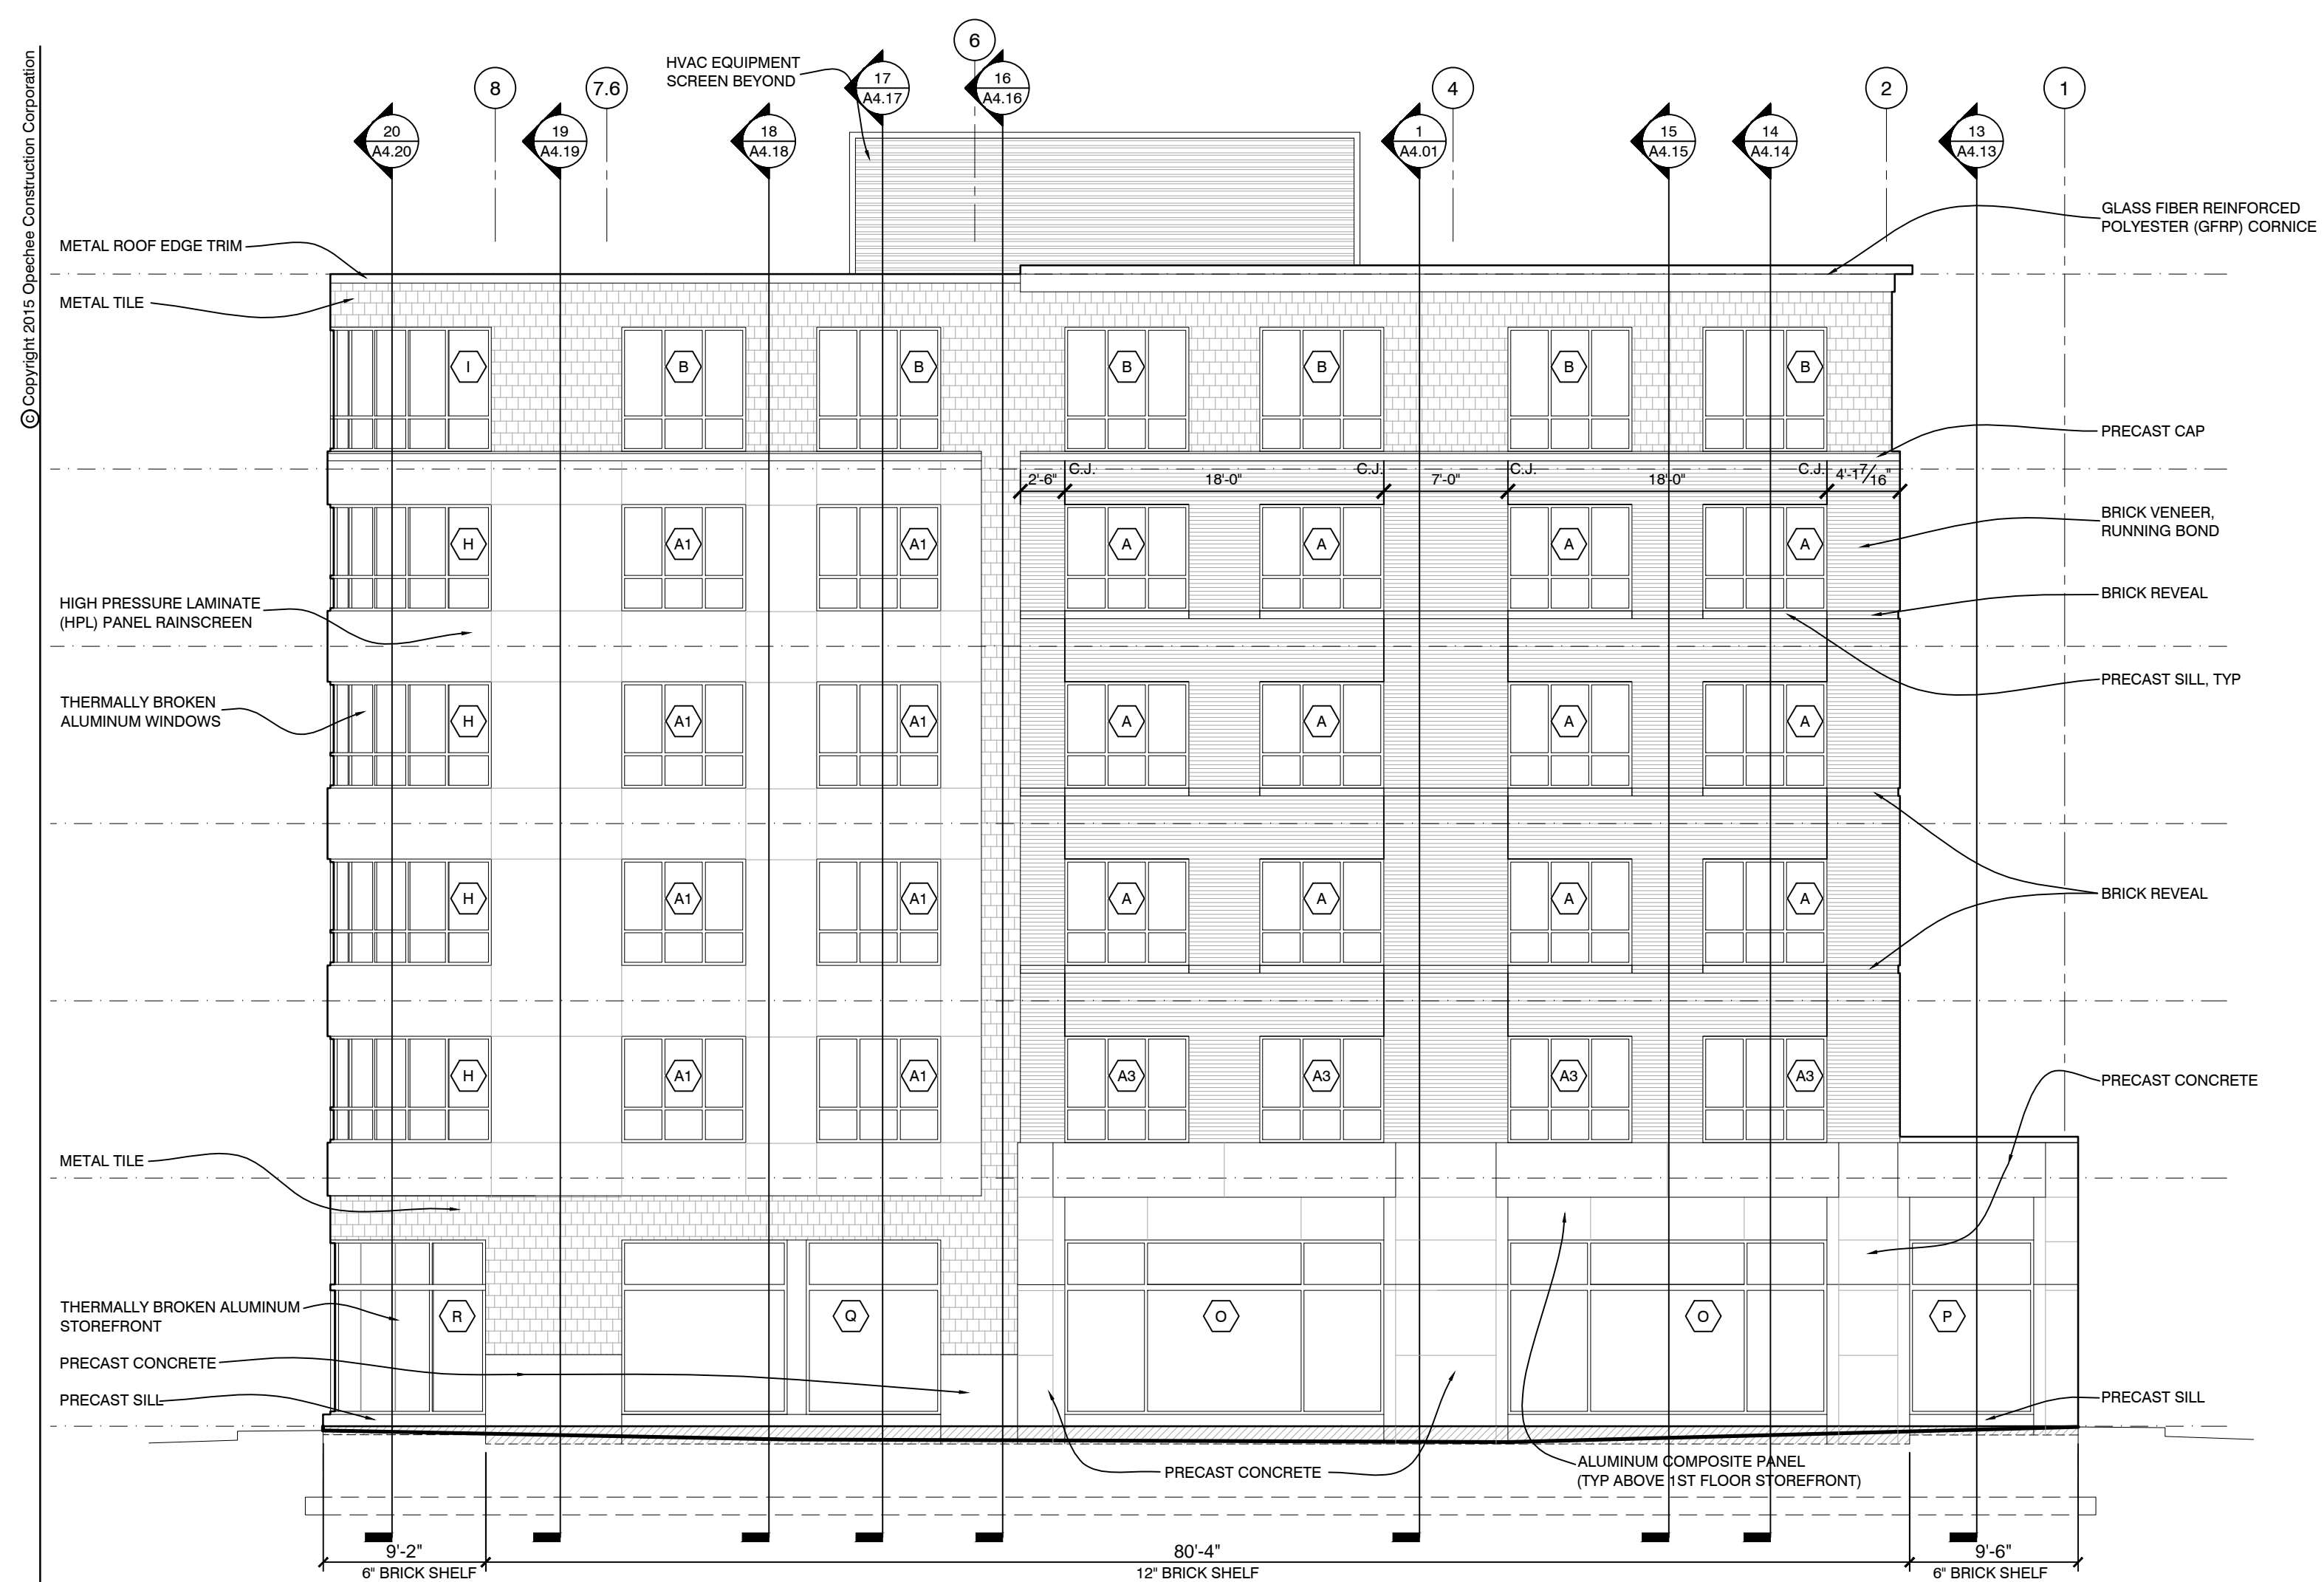 © Copyright 2015 Opechee Construction Corporation
6
HVAC EQUIPMENT
SCREEN BEYOND
8
7.6
17
A4.17
16
A4.16
4
2
1
20
A4.20
19
A4.19
18
A4.18
1
A4.01
15
A4.15
14
A4.14
13
A4.13
GLASS FIBER REINFORCED
POLYESTER (GFRP) CORNICE
METAL ROOF EDGE TRIM
METAL TILE
I
B
B
B
B
B
B
PRECAST CAP
C.J.
C.J.
C.J.
C.J.
2'-6"
18'-0"
7'-0"
18'-0"
4'-1 7/16"
BRICK VENEER,
RUNNING BOND
H
A1
A1
A
A
A
A
BRICK REVEAL
HIGH PRESSURE LAMINATE
(HPL) PANEL RAINSCREEN
PRECAST SILL, TYP
THERMALLY BROKEN
ALUMINUM WINDOWS
H
A1
A1
A
A
A
A
BRICK REVEAL
H
A1
A1
A
A
A
A
H
A1
A1
A3
A3
A3
A3
PRECAST CONCRETE
METAL TILE
THERMALLY BROKEN ALUMINUM
STOREFRONT
R
Q
O
O
P
PRECAST CONCRETE
PRECAST SILL
PRECAST SILL
PRECAST CONCRETE
ALUMINUM COMPOSITE PANEL
(TYP ABOVE 1ST FLOOR STOREFRONT)
9'-2"
80'-4"
9'-6"
6" BRICK SHELF
12" BRICK SHELF
6" BRICK SHELF